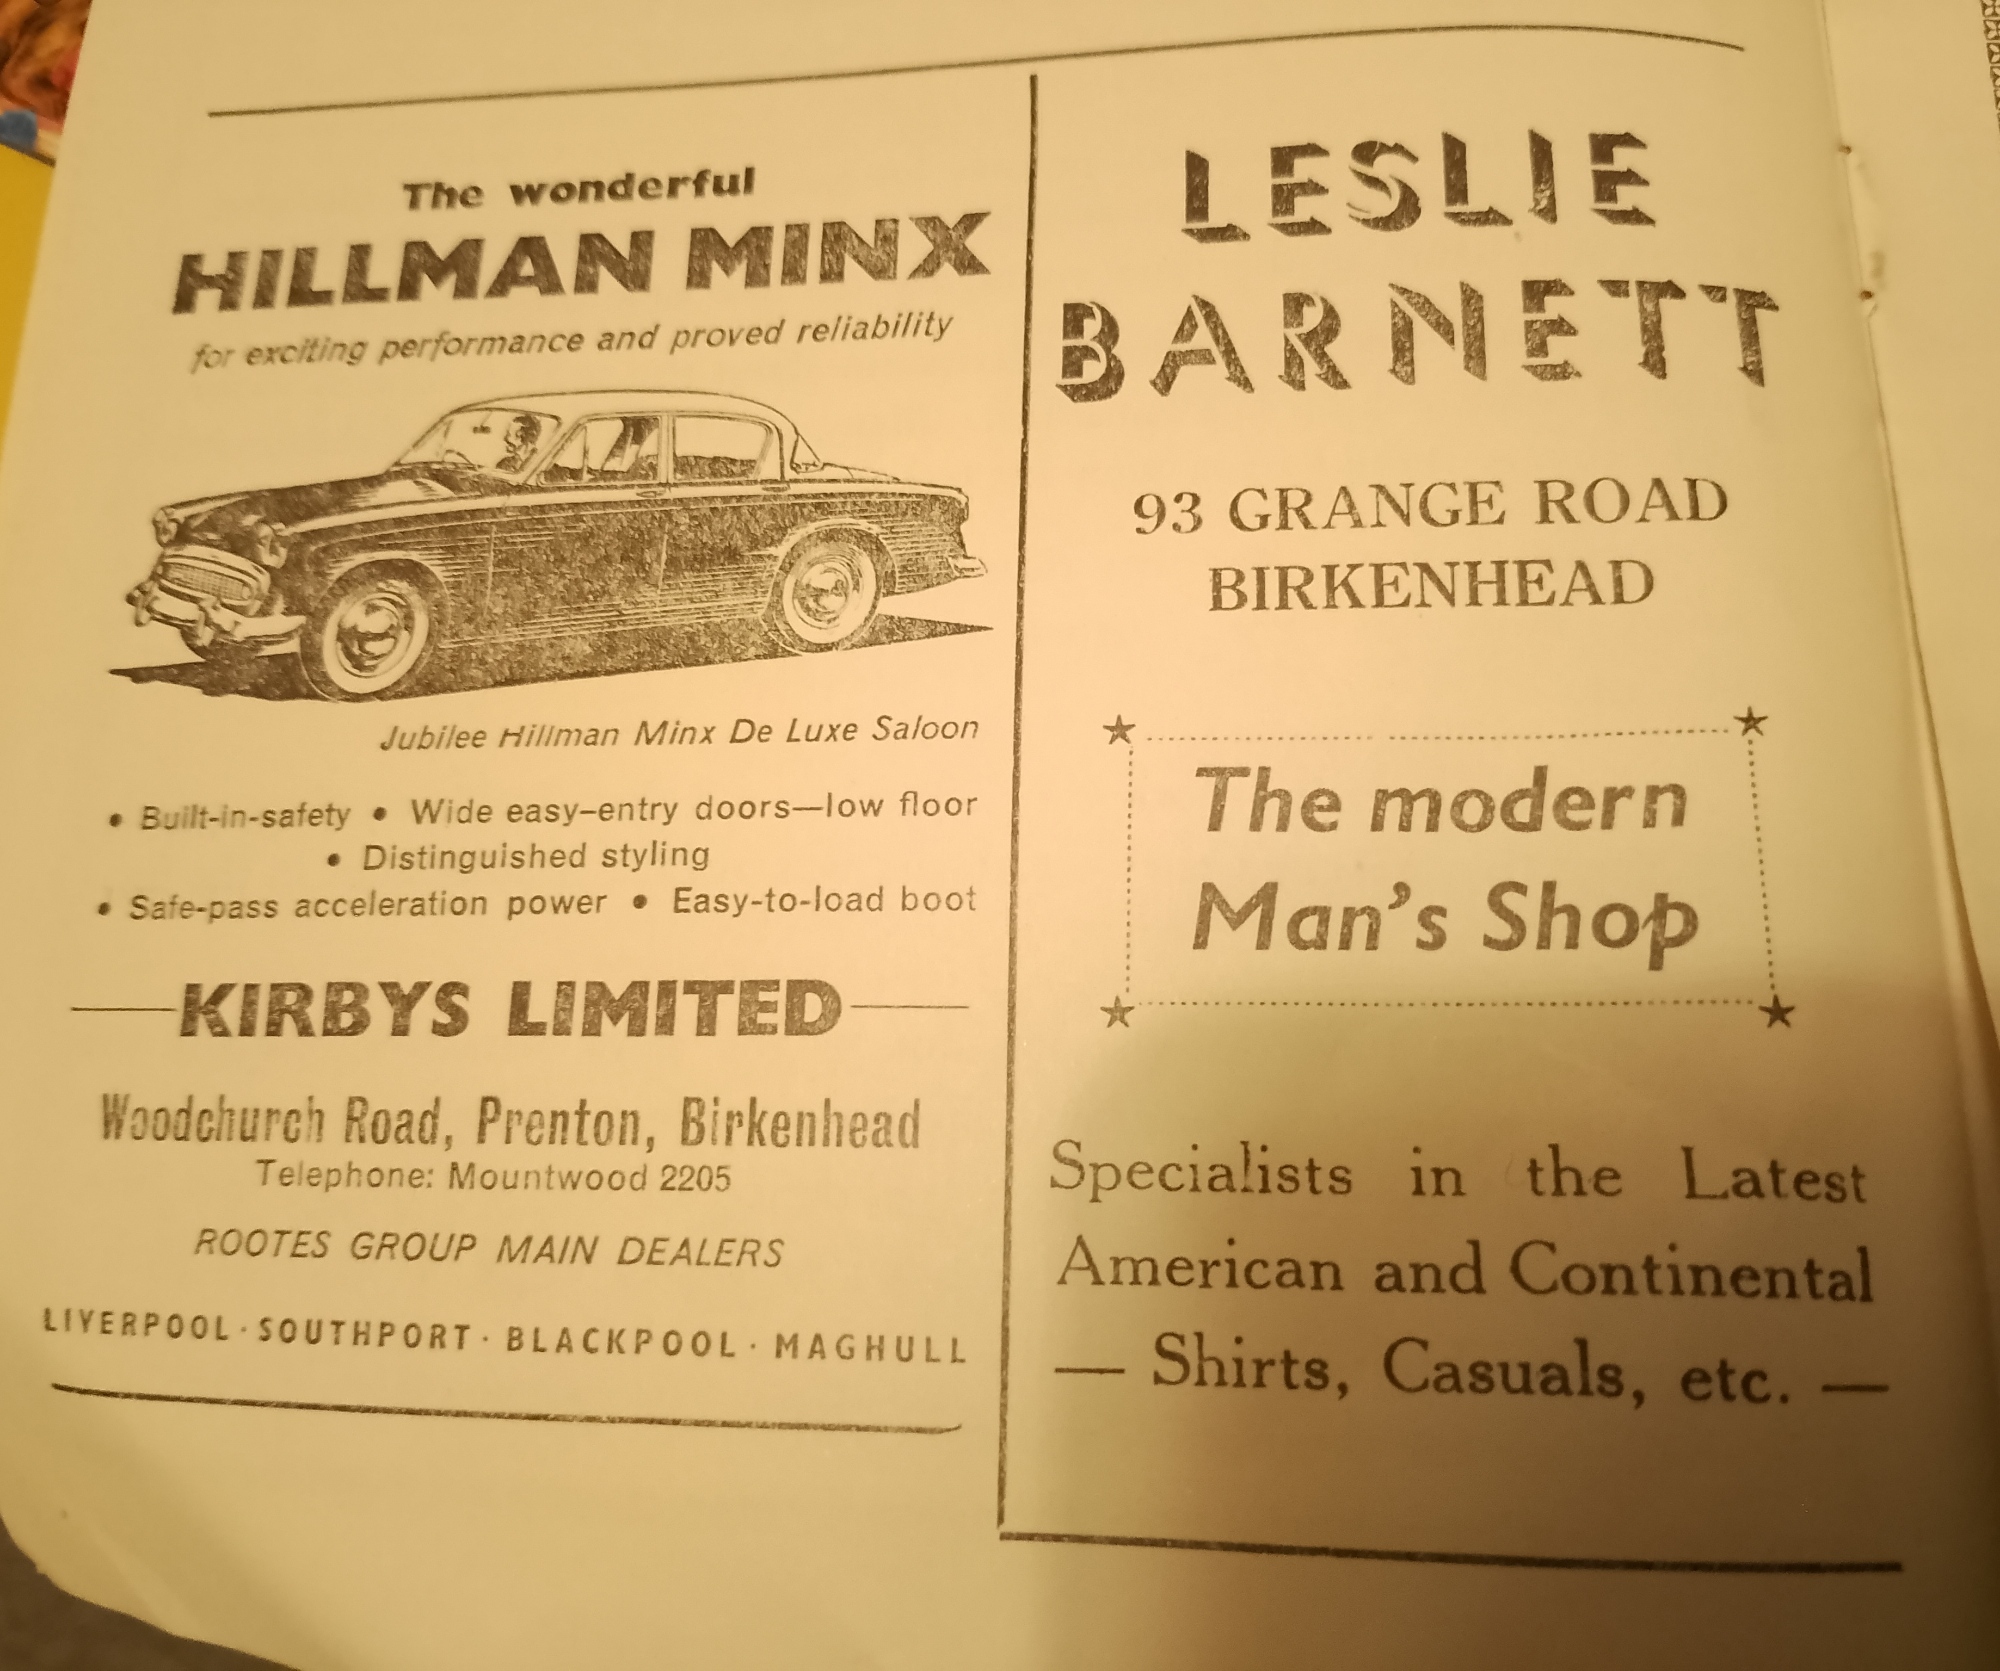 The wonderful
HILLMAN MINX
for exciting performance and proved reliability
Jubilee Hillman Minx De Luxe Saloon
• Built-in-safety • Wide easy-entry doors—low floor
• Distinguished styling
• Safe-pass acceleration power • Easy-to-load boot
KIRBYS LIMITED
Woodchurch Road, Prenton, Birkenhead
Telephone: Mountwood 2205
ROOTES GROUP MAIN DEALERS
LIVERPOOL · SOUTHPORT · BLACKPOOL · MAGHULL
LESLIE
BARNETT
93 GRANGE ROAD
BIRKENHEAD
The modern
Man's Shop
Specialists in the Latest
American and Continental
— Shirts, Casuals, etc. —